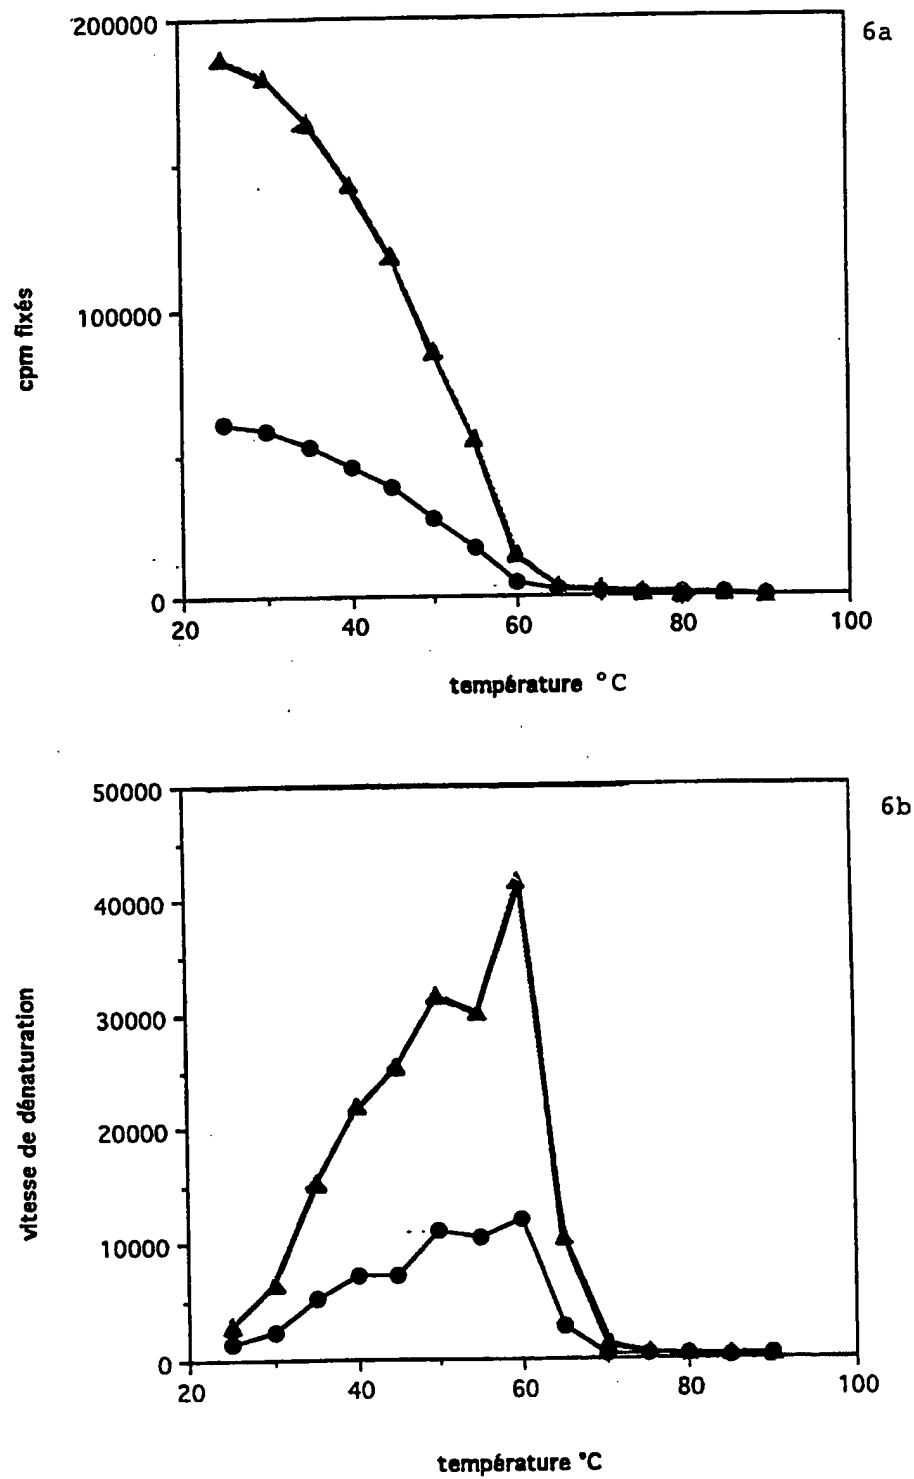 6a
200000
100000
0
cpm fixés
20 40 60 80 100
température °C
6b
50000
40000
30000
20000
10000
0
vitesse de dénaturation
20 40 60 80 100
température °C